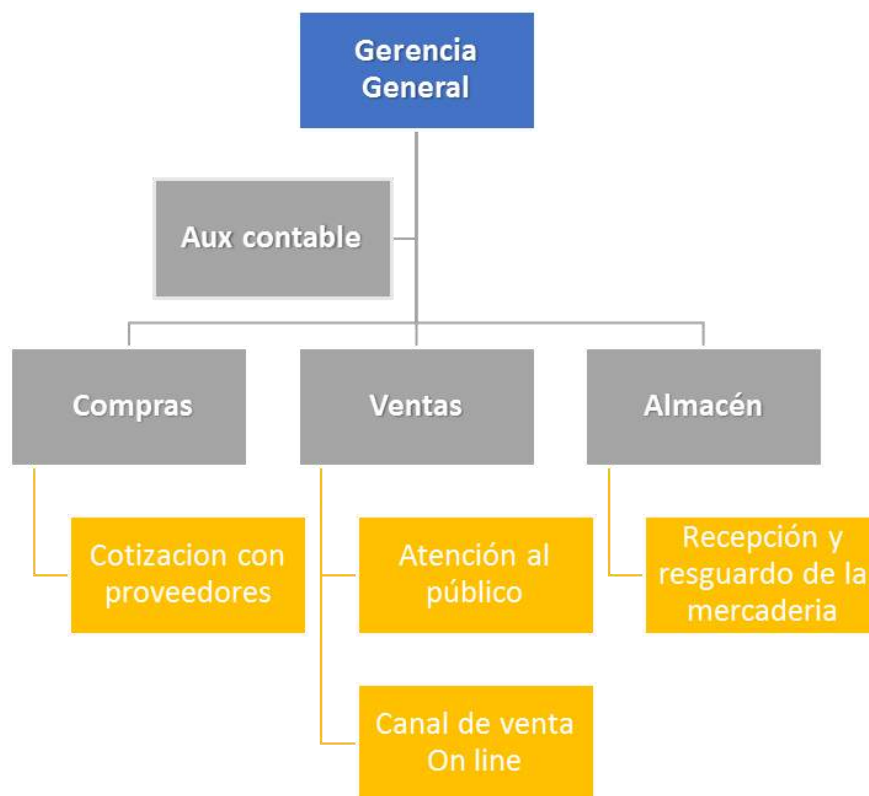 Gerencia
General
Aux contable
Compras
Ventas
Almacén
Cotizacion con
proveedores
Atención al
público
Recepción y
resguardo de la
mercaderia
Canal de venta
On line